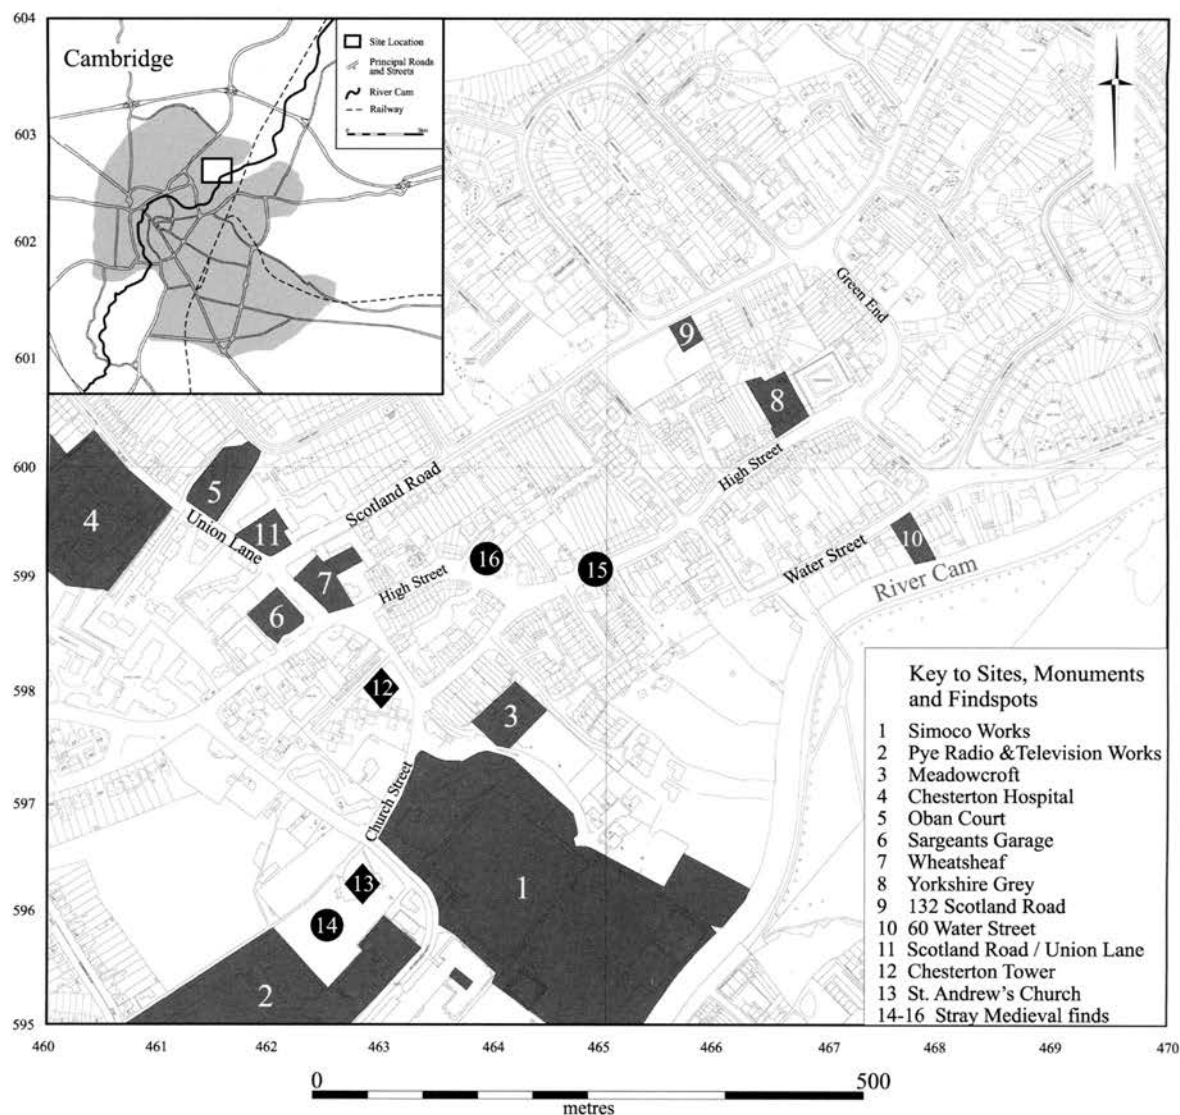 604
603
602
601
600
599
598
597
596
595
Cambridge
Site Location
Principal Roads
and Streets
River Cam
Railway
Green End
9
8
High Street
Scotland Road
4
5
Union Lane
11
7
High Street
16
15
Water Street
10
River Cam
6
12
3
Church Street
1
13
14
2
Key to Sites, Monuments
and Findspots
1 Simoco Works
2 Pye Radio &Television Works
3 Meadowcroft
4 Chesterton Hospital
5 Oban Court
6 Sargeants Garage
7 Wheatsheaf
8 Yorkshire Grey
9 132 Scotland Road
10 60 Water Street
11 Scotland Road / Union Lane
12 Chesterton Tower
13 St. Andrew's Church
14-16 Stray Medieval finds
460 461 462 463 464 465 466 467 468 469 470
0 500
metres